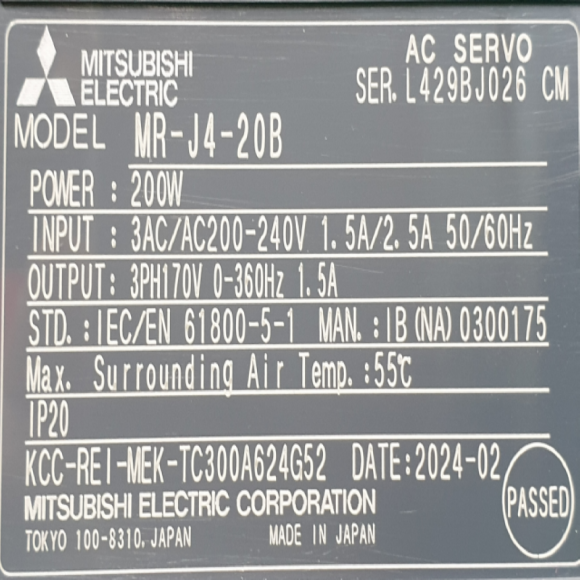 AC SERVO
MITSUBISHI
ELECTRIC
SER. L429BJ026 CM
MODEL MR-J4-20B
POWER : 200W
INPUT : 3AC/AC200-240V 1.5A/2.5A 50/60Hz
OUTPUT: 3PH170V 0-360Hz 1.5A
STD.:IEC/EN 61800-5-1 MAN.:IB(NA)0300175
Max. Surrounding Air Temp.:55℃
IP20
KCC-REI-MEK-TC300A624G52 DATE:2024-02
MITSUBISHI ELECTRIC CORPORATION
TOKYO 100-8310, JAPAN MADE IN JAPAN
PASSED